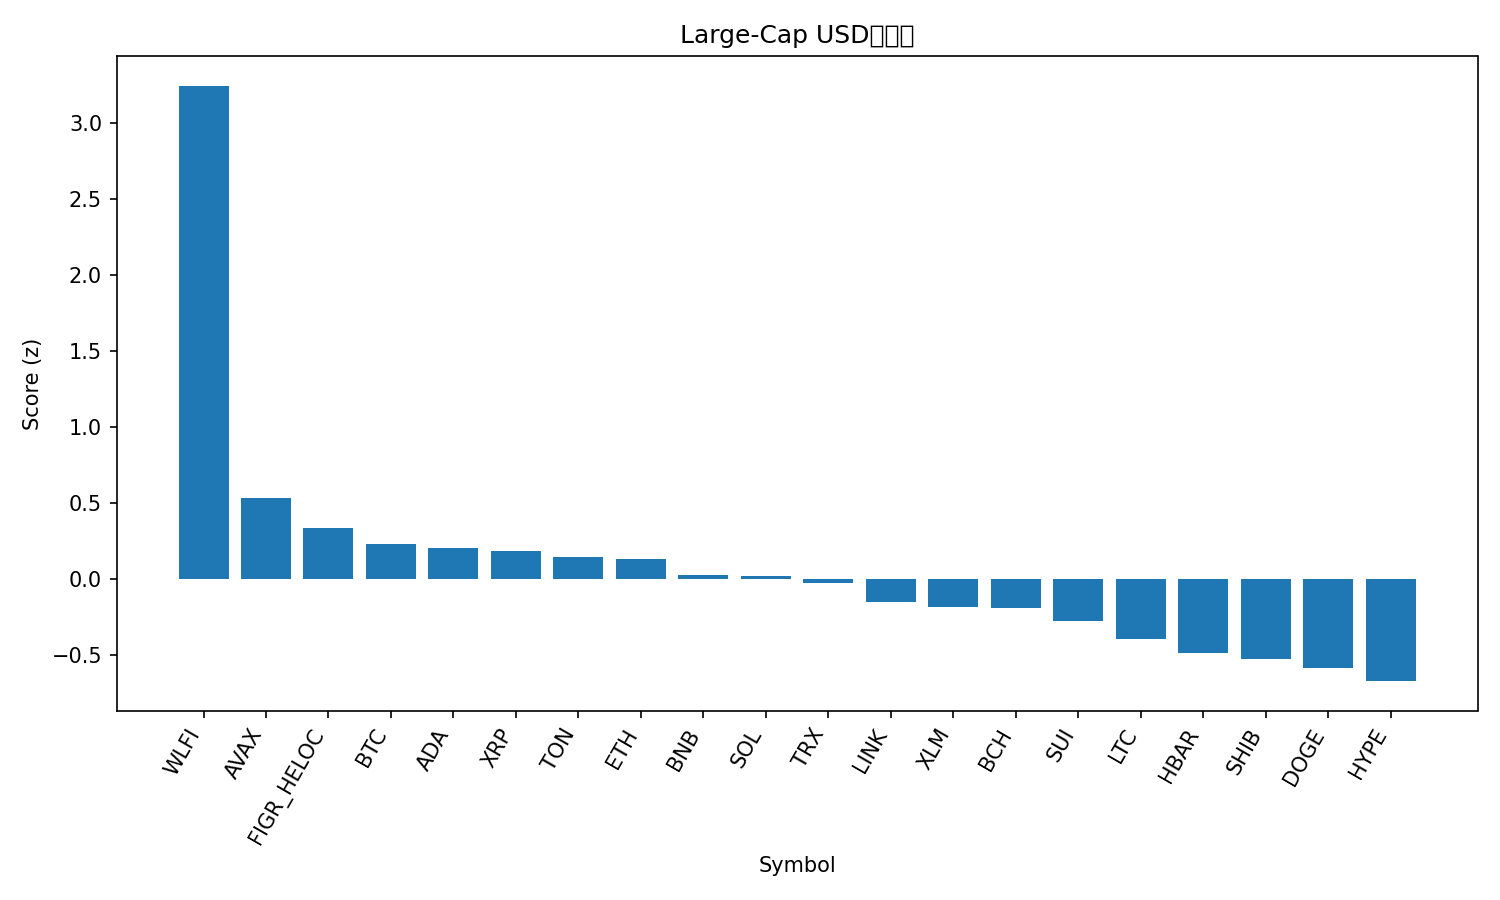 Large-Cap USD
Score (z)
3.0
2.5
2.0
1.5
1.0
0.5
0.0
−0.5
WLFI
AVAX
FIGR_HELOC
BTC
ADA
XRP
TON
ETH
BNB
SOL
TRX
LINK
XLM
BCH
SUI
LTC
HBAR
SHIB
DOGE
HYPE
Symbol